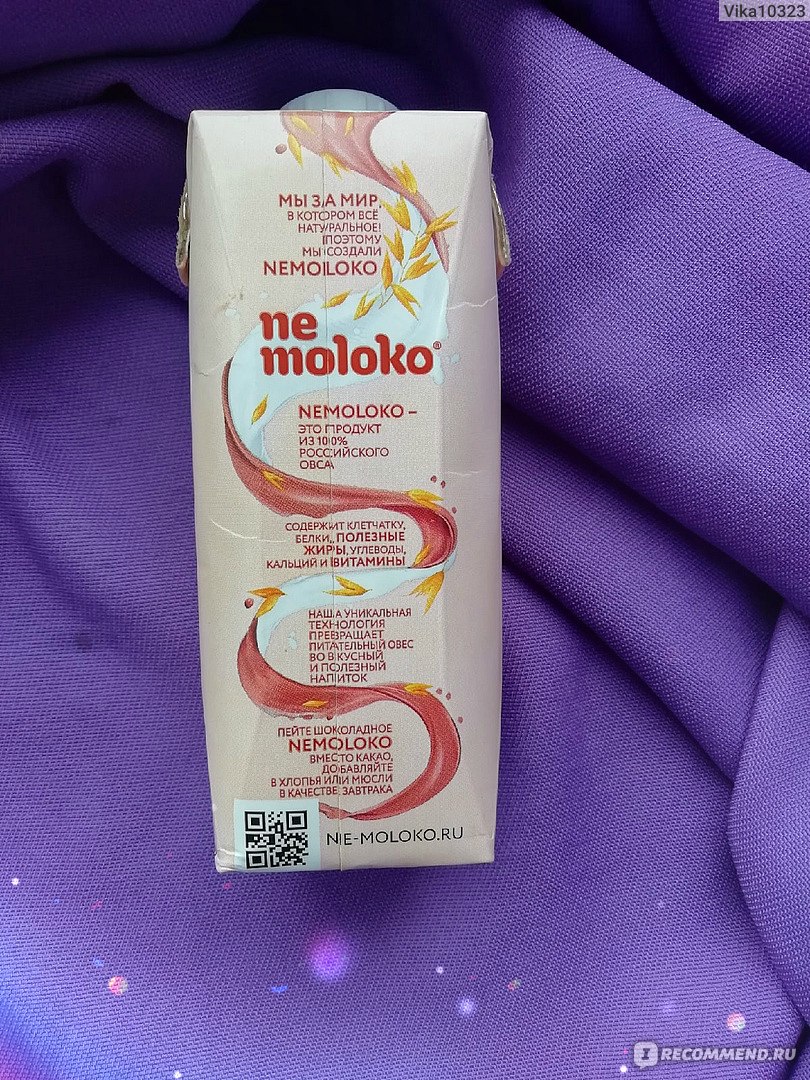 Vika10323
МЫ ЗА МИР,
В КОТОРОМ ВСЁ
НАТУРАЛЬНОЕ!
ПОЭТОМУ
МЫ СОЗДАЛИ
NEMOLOKO
ne
moloko®
NEMOLOKO –
ЭТО ПРОДУКТ
ИЗ 100%
РОССИЙСКОГО
ОВСА
СОДЕРЖИТ КЛЕТЧАТКУ,
БЕЛКИ, ПОЛЕЗНЫЕ
ЖИРЫ, УГЛЕВОДЫ,
КАЛЬЦИЙ И ВИТАМИНЫ
НАША УНИКАЛЬНАЯ
ТЕХНОЛОГИЯ
ПРЕВРАЩАЕТ
ПИТАТЕЛЬНЫЙ ОВЕС
ВО ВКУСНЫЙ
И ПОЛЕЗНЫЙ
НАПИТОК
ПЕЙТЕ ШОКОЛАДНОЕ
NEMOLOKO
ВМЕСТО КАКАО,
ДОБАВЛЯЙТЕ
В ХЛОПЬЯ ИЛИ МЮСЛИ
В КАЧЕСТВЕ ЗАВТРАКА
NE-MOLOKO.RU
RECOMMEND.RU